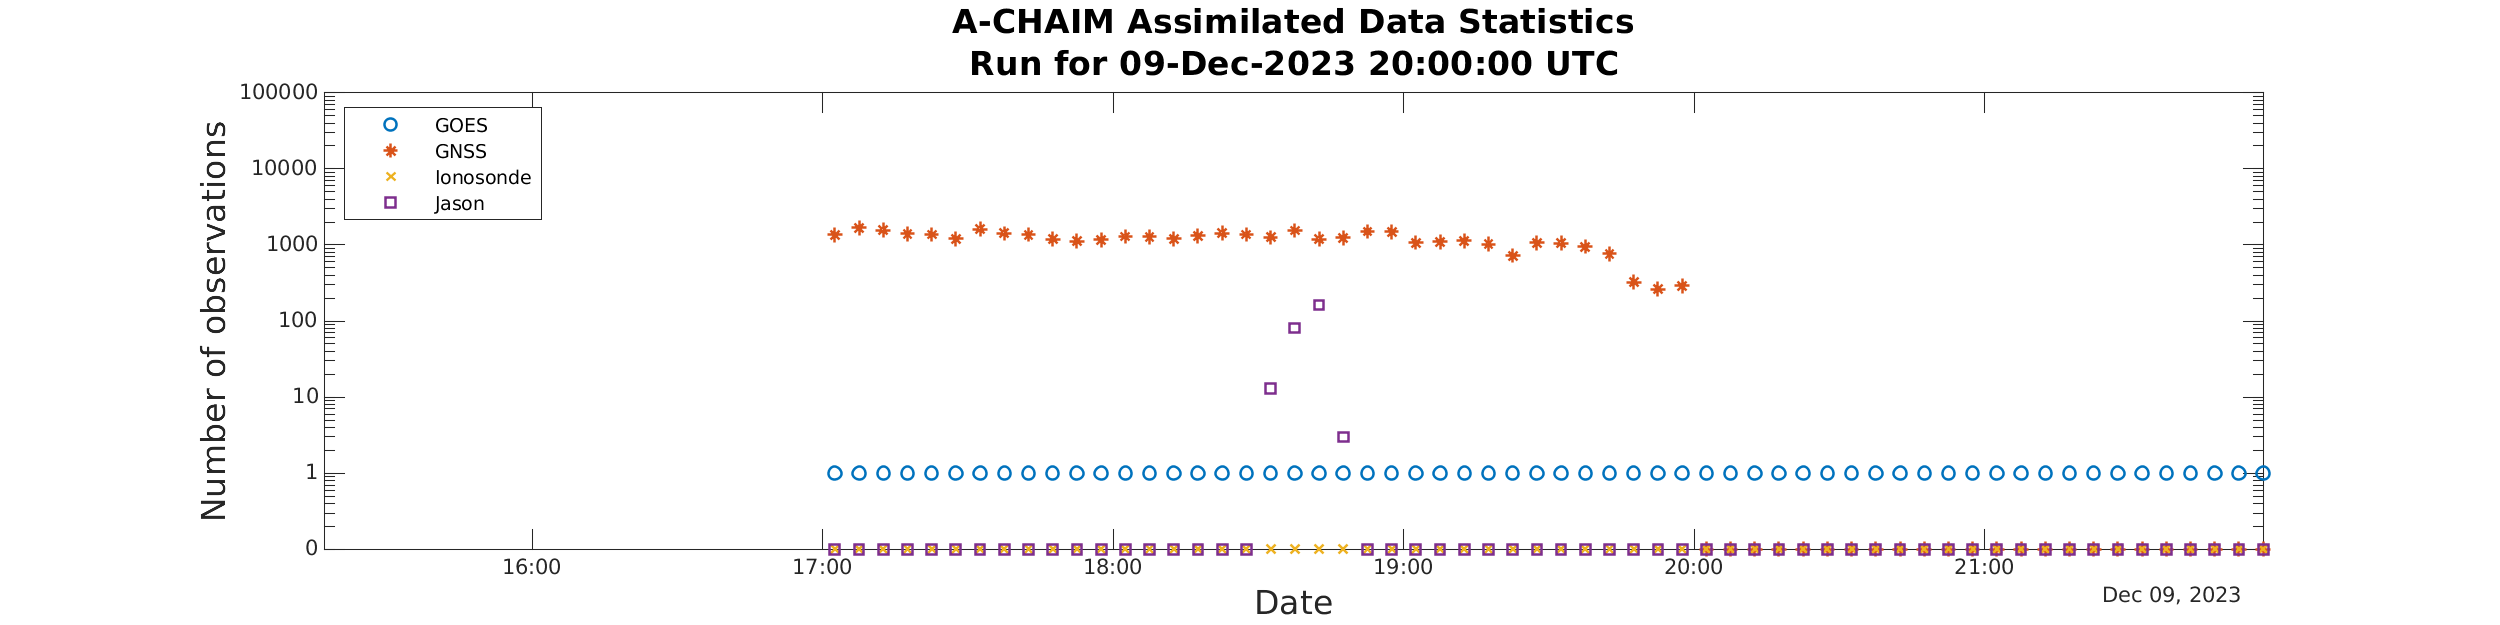 A-CHAIM Assimilated Data Statistics
Run for 09-Dec-2023 20:00:00 UTC
Number of observations
100000
10000
1000
100
10
1
0
GOES
GNSS
Ionosonde
Jason
16:00 17:00 18:00 19:00 20:00 21:00
Date
Dec 09, 2023